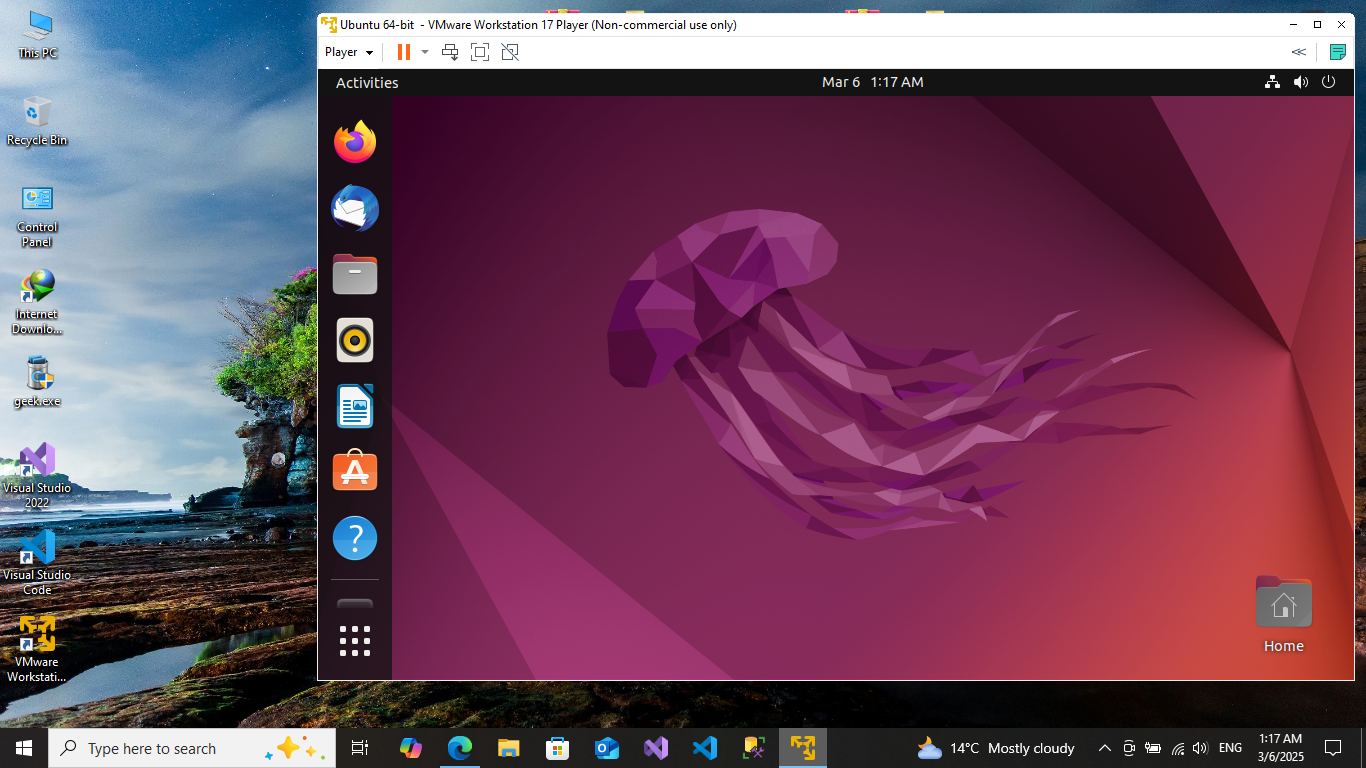 This PC
Recycle Bin
Control
Panel
Internet
Downlo...
geek.exe
Visual Studio
2022
Visual Studio
Code
VMware
Workstati...
Ubuntu 64-bit - VMware Workstation 17 Player (Non-commercial use only)
Player
Activities
Mar 6 1:17 AM
Home
Type here to search
14°C Mostly cloudy
ENG
1:17 AM
3/6/2025